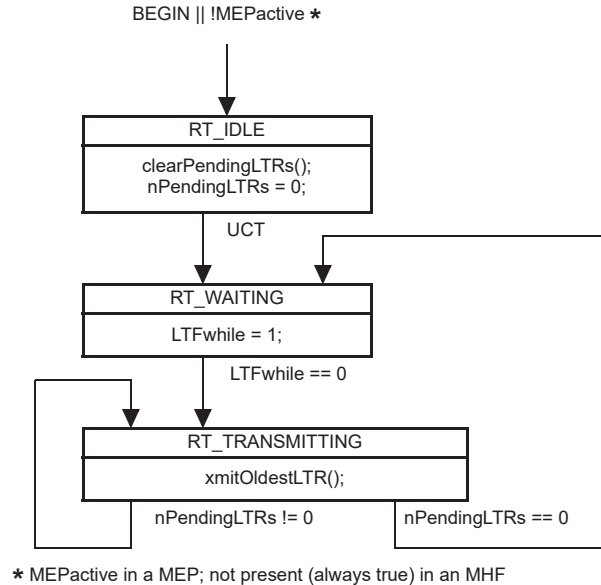 BEGIN || !MEPactive *
RT_IDLE
clearPendingLTRs();
nPendingLTRs = 0;
UCT
RT_WAITING
LTFwhile = 1;
LTFwhile == 0
RT_TRANSMITTING
xmitOldestLTR();
nPendingLTRs != 0
nPendingLTRs == 0
* MEPactive in a MEP; not present (always true) in an MHF